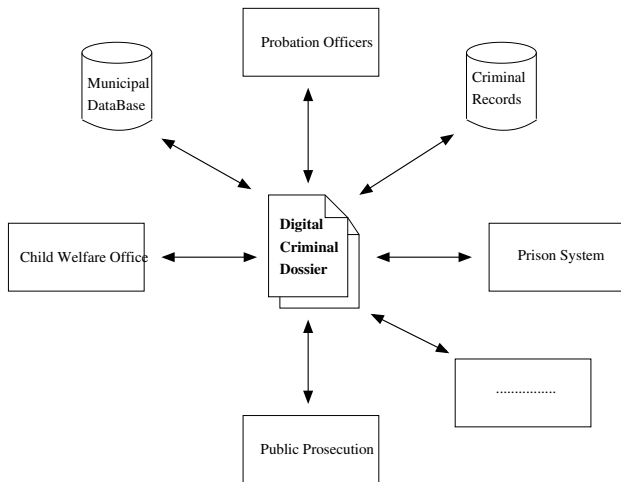 Probation Officers
Municipal
DataBase
Criminal
Records
Digital
Criminal
Dossier
Child Welfare Office
Prison System
................
Public Prosecution